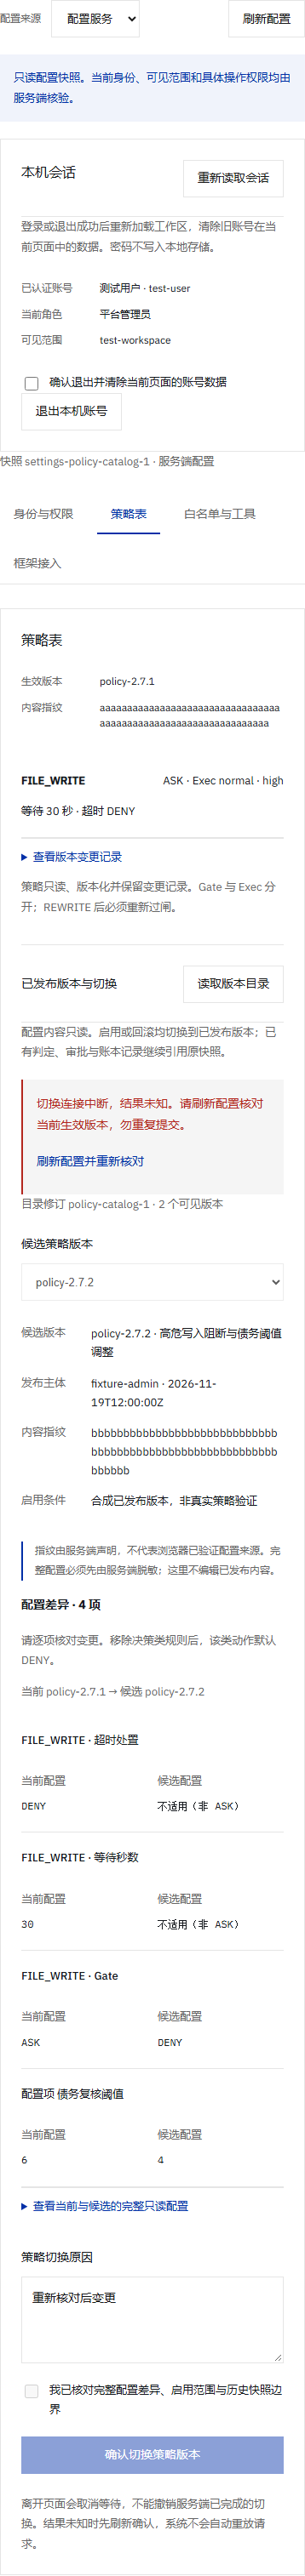 配置来源
配置服务
刷新配置
只读配置快照。当前身份、可见范围和具体操作权限均由
服务端核验。
本机会话
重新读取会话
登录或退出成功后重新加载工作区，清除旧账号在当
前页面中的数据。密码不写入本地存储。
已认证账号
测试用户 · test-user
当前角色
平台管理员
可见范围
test-workspace
确认退出并清除当前页面的账号数据
退出本机账号
快照 settings-policy-catalog-1 · 服务端配置
身份与权限
策略表
白名单与工具
框架接入
策略表
生效版本
policy-2.7.1
内容指纹
aaaaaaaaaaaaaaaaaaaaaaaaaaaaaaaaa
aaaaaaaaaaaaaaaaaaaaaaaaaaaaaaa
FILE_WRITE
ASK · Exec normal · high
等待 30 秒 · 超时 DENY
查看版本变更记录
策略只读、版本化并保留变更记录。Gate 与 Exec 分
开；REWRITE 后必须重新过闸。
已发布版本与切换
读取版本目录
配置内容只读。启用或回滚均切换到已发布版本；已
有判定、审批与账本记录继续引用原快照。
切换连接中断，结果未知。请刷新配置核对
当前生效版本，勿重复提交。
刷新配置并重新核对
目录修订 policy-catalog-1 · 2 个可见版本
候选策略版本
policy-2.7.2
候选版本
policy-2.7.2 · 高危写入阻断与债务阈值
调整
发布主体
fixture-admin · 2026-11-
19T12:00:00Z
内容指纹
bbbbbbbbbbbbbbbbbbbbbbbbbbbbb
bbbbbbbbbbbbbbbbbbbbbbbbbbbbb
bbbbbb
启用条件
合成已发布版本，非真实策略验证
指纹由服务端声明，不代表浏览器已验证配置来源。完
整配置必须先由服务端脱敏；这里不编辑已发布内容。
配置差异 · 4 项
请逐项核对变更。移除决策类规则后，该类动作默认
DENY。
当前 policy-2.7.1 → 候选 policy-2.7.2
FILE_WRITE · 超时处置
当前配置
候选配置
DENY
不适用（非 ASK）
FILE_WRITE · 等待秒数
当前配置
候选配置
30
不适用（非 ASK）
FILE_WRITE · Gate
当前配置
候选配置
ASK
DENY
配置项 债务复核阈值
当前配置
候选配置
6
4
查看当前与候选的完整只读配置
策略切换原因
重新核对后变更
我已核对完整配置差异、启用范围与历史快照边
界
确认切换策略版本
离开页面会取消等待，不能撤销服务端已完成的切
换。结果未知时先刷新确认，系统不会自动重放请
求。